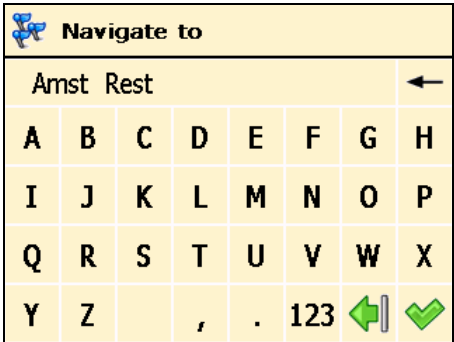 Navigate to
Amst Rest
A B C D E F G H
I J K L M N O P
Q R S T U V W X
Y Z , . 123